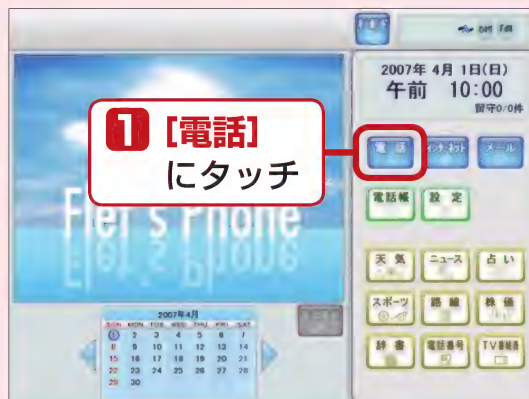 2007年 4月 1日(日)
午前 10:00
留守0/0件
1 [電話]
にタッチ
電話 インターネット メール
Flet's Phone
電話帳 設定
天気 ニュース 占い
スポーツ 路線 株価
辞書 電話番号 TV番組表
2007年4月
SUN MON TUE WED THU FRI SAT
1 2 3 4 5 6 7
8 9 10 11 12 13 14
15 16 17 18 19 20 21
22 23 24 25 26 27 28
29 30